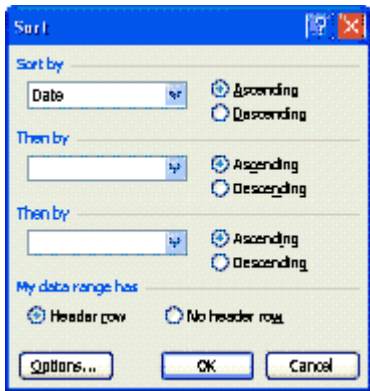 Sort
Sort by
Date
Ascending
Descending
Then by
Ascending
Descending
Then by
Ascending
Descending
My data range has
Header row
No header row
Options...
OK
Cancel